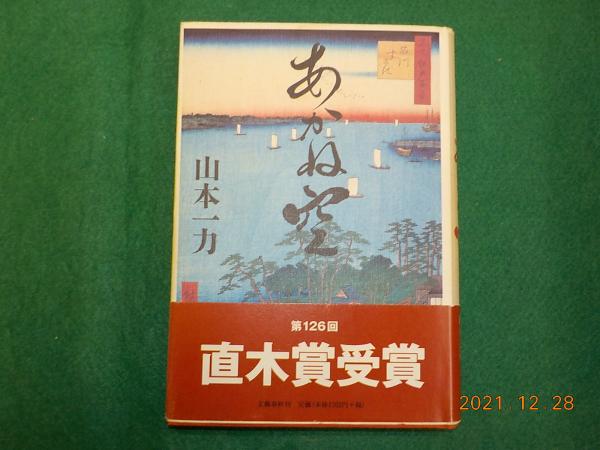 あかね空
山本一力
第126回
直木賞受賞
文藝春秋刊
2021.12.28